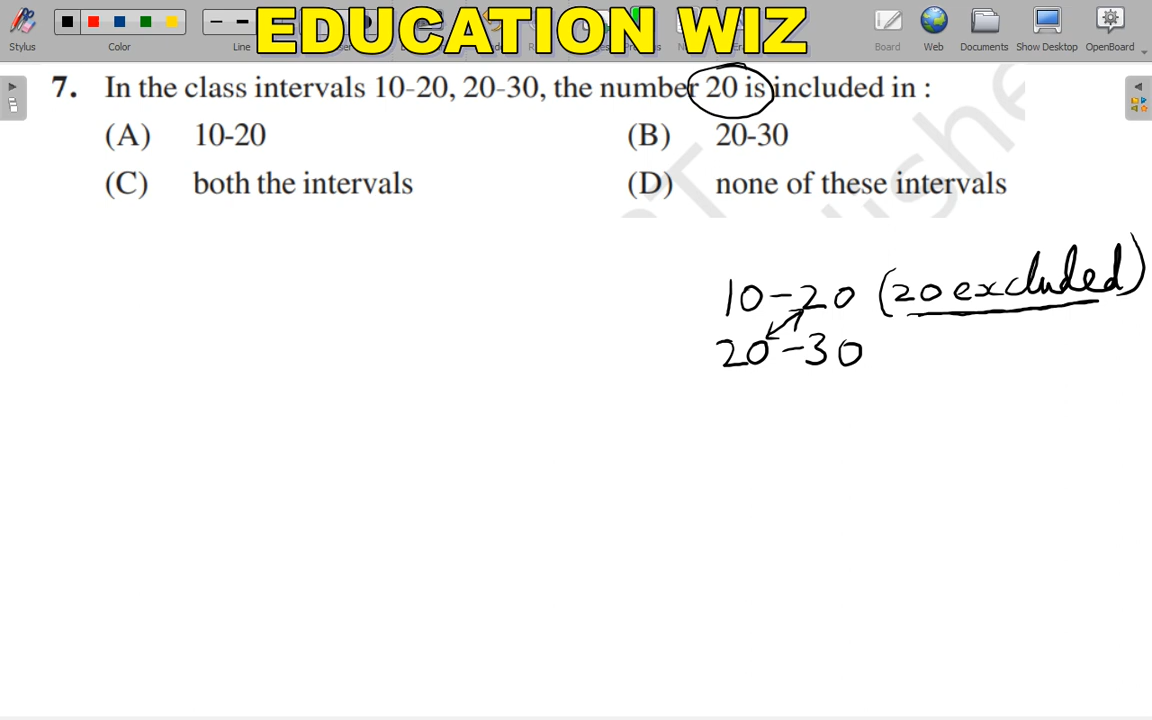 EDUCATION WIZ
Stylus
Color
Line
Board
Web
Documents
Show Desktop
OpenBoard
7. In the class intervals 10-20, 20-30, the number 20 is included in :
(A) 10-20 (B) 20-30
(C) both the intervals (D) none of these intervals
10-20 (20 excluded)
20-30